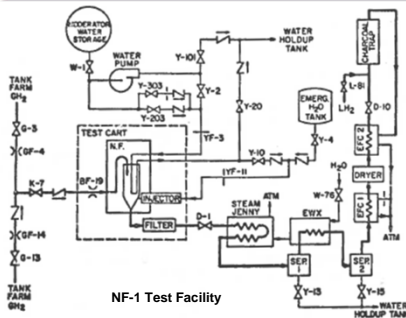 MODERATOR
WATER
STORAGE
W-1
WATER
PUMP
Y-101
Y-303
Y-203
Y-2
YF-3
WATER
HOLDUP
TANK
Y-20
EMERG.
H2O
TANK
Y-4
CHARCOAL
TRAP
L-81
LH2
D-10
TANK
FARM
GH2
G-3
GF-4
K-7
BF-19
GF-14
G-13
TANK
FARM
GH2
TEST CART
N.F.
INJECTOR
FILTER
Y-10
YF-11
D-1
STEAM
JENNY
ATM
EWX
H2O
W-76
EFC 2
DRYER
EFC 1
ATM
SEP.
1
SEP.
2
Y-13
Y-15
WATER
HOLDUP TANK
NF-1 Test Facility